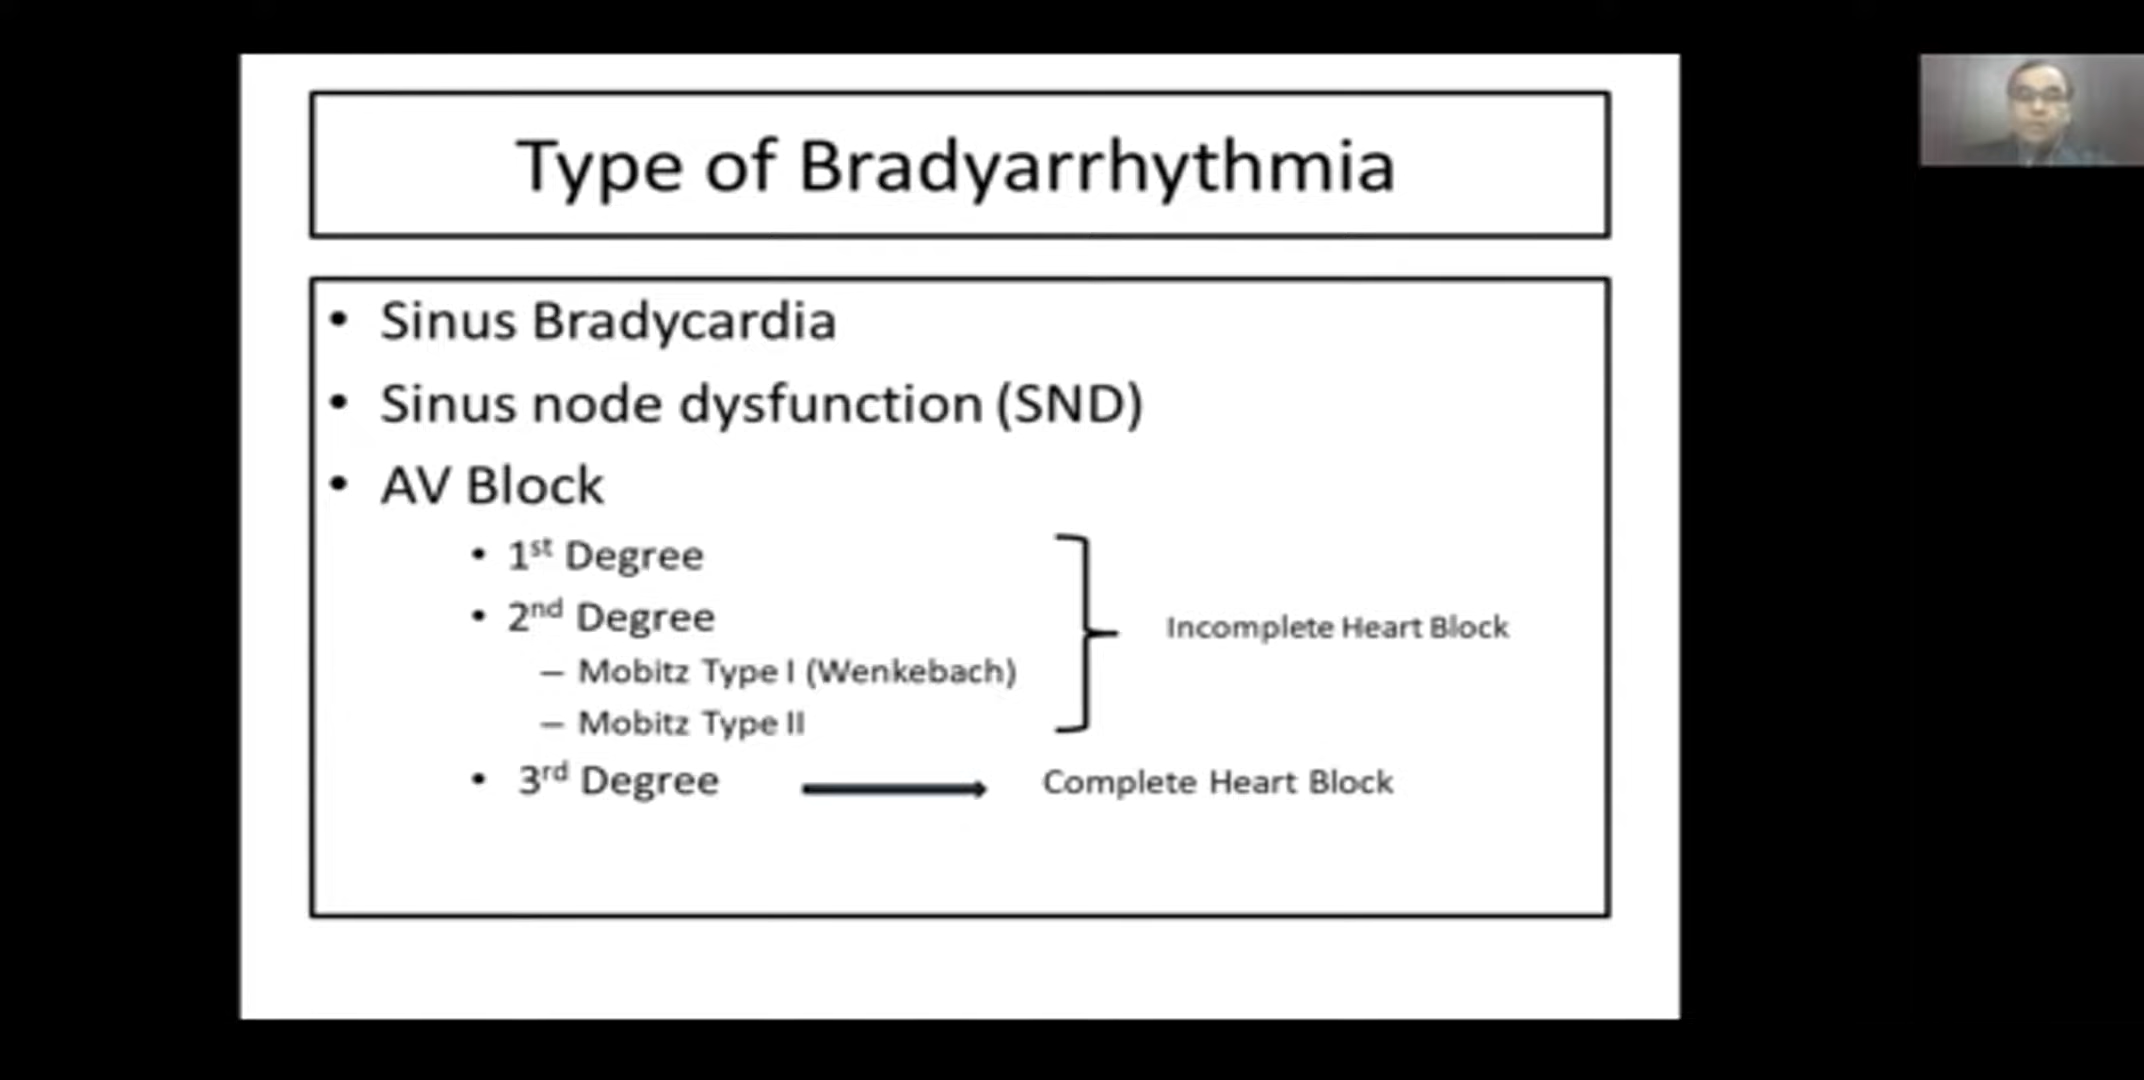 Type of Bradyarrhythmia
• Sinus Bradycardia
• Sinus node dysfunction (SND)
• AV Block
• 1st Degree
• 2nd Degree
– Mobitz Type I (Wenkebach)
– Mobitz Type II
Incomplete Heart Block
• 3rd Degree
Complete Heart Block